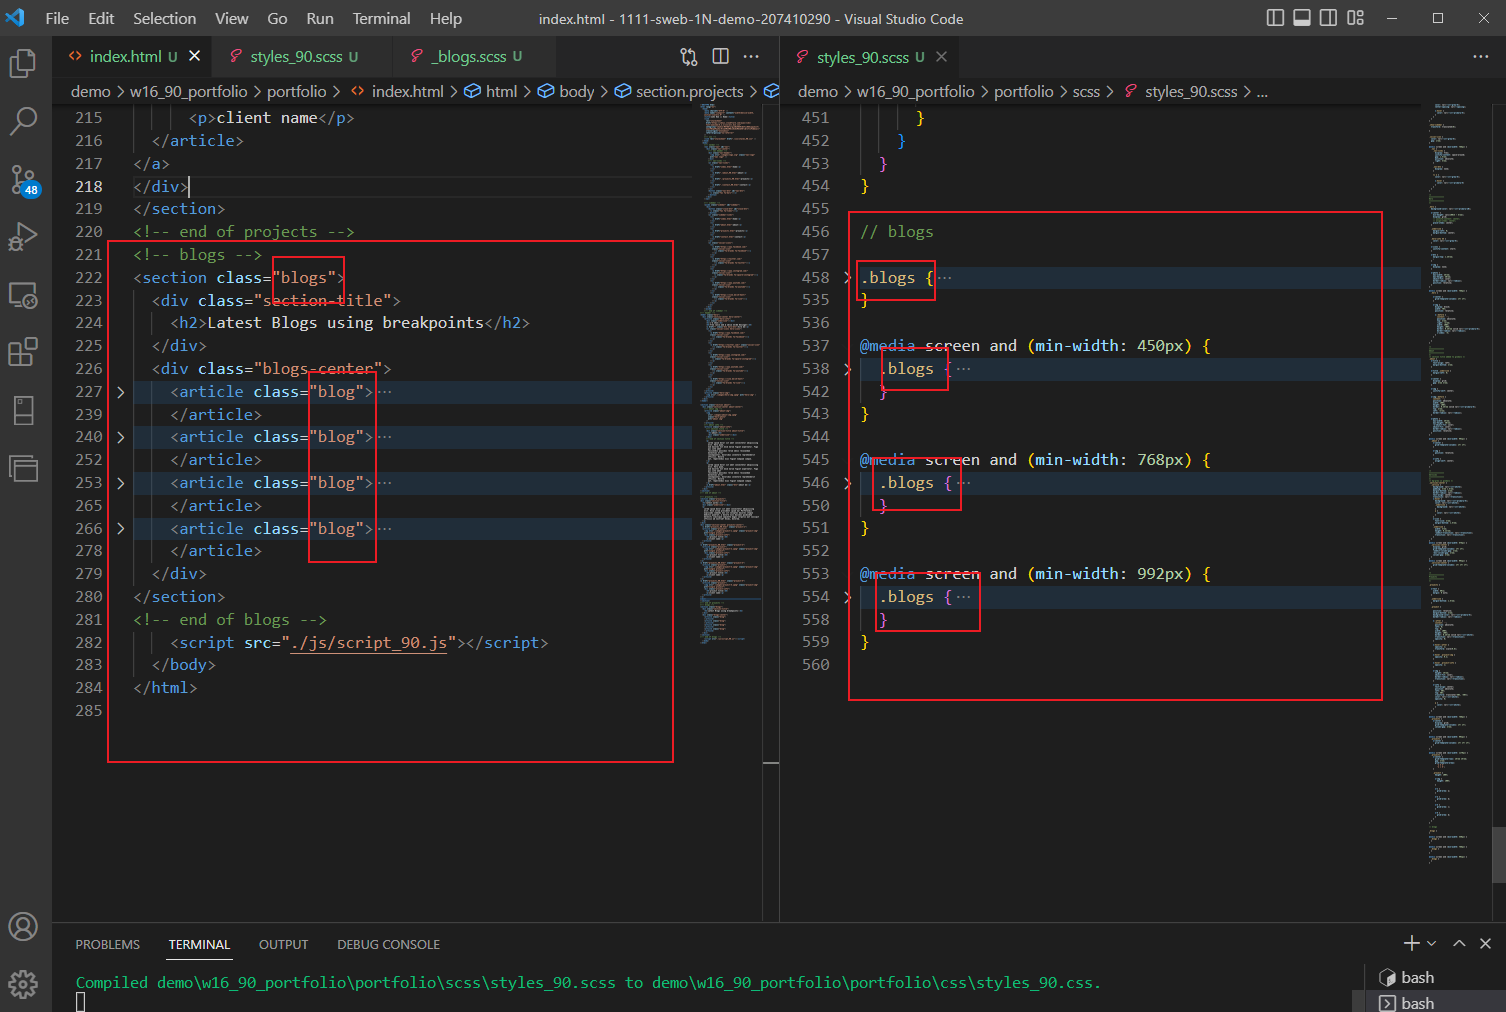 File Edit Selection View Go Run Terminal Help
index.html - 1111-sweb-1N-demo-207410290 - Visual Studio Code
index.html U
styles_90.scss U
_blogs.scss U
styles_90.scss U
demo > w16_90_portfolio > portfolio > index.html > html > body > section.projects >
demo > w16_90_portfolio > portfolio > scss > styles_90.scss > ...
48
215 <p>client name</p>
216 </article>
217 </a>
218 </div>
219 </section>
220 <!-- end of projects -->
221 <!-- blogs -->
222 <section class="blogs">
223 <div class="section-title">
224 <h2>Latest Blogs using breakpoints</h2>
225 </div>
226 <div class="blogs-center">
227 <article class="blog">···
239 </article>
240 <article class="blog">···
252 </article>
253 <article class="blog">···
265 </article>
266 <article class="blog">···
278 </article>
279 </div>
280 </section>
281 <!-- end of blogs -->
282 <script src="./js/script_90.js"></script>
283 </body>
284 </html>
285
451 }
452 }
453 }
454 }
455
456 // blogs
457
458 .blogs {···
535 }
536
537 @media screen and (min-width: 450px) {
538 .blogs {···
542 }
543 }
544
545 @media screen and (min-width: 768px) {
546 .blogs {···
550 }
551 }
552
553 @media screen and (min-width: 992px) {
554 .blogs {···
558 }
559 }
560
PROBLEMS TERMINAL OUTPUT DEBUG CONSOLE
Compiled demo\w16_90_portfolio\portfolio\scss\styles_90.scss to demo\w16_90_portfolio\portfolio\css\styles_90.css.
bash
bash